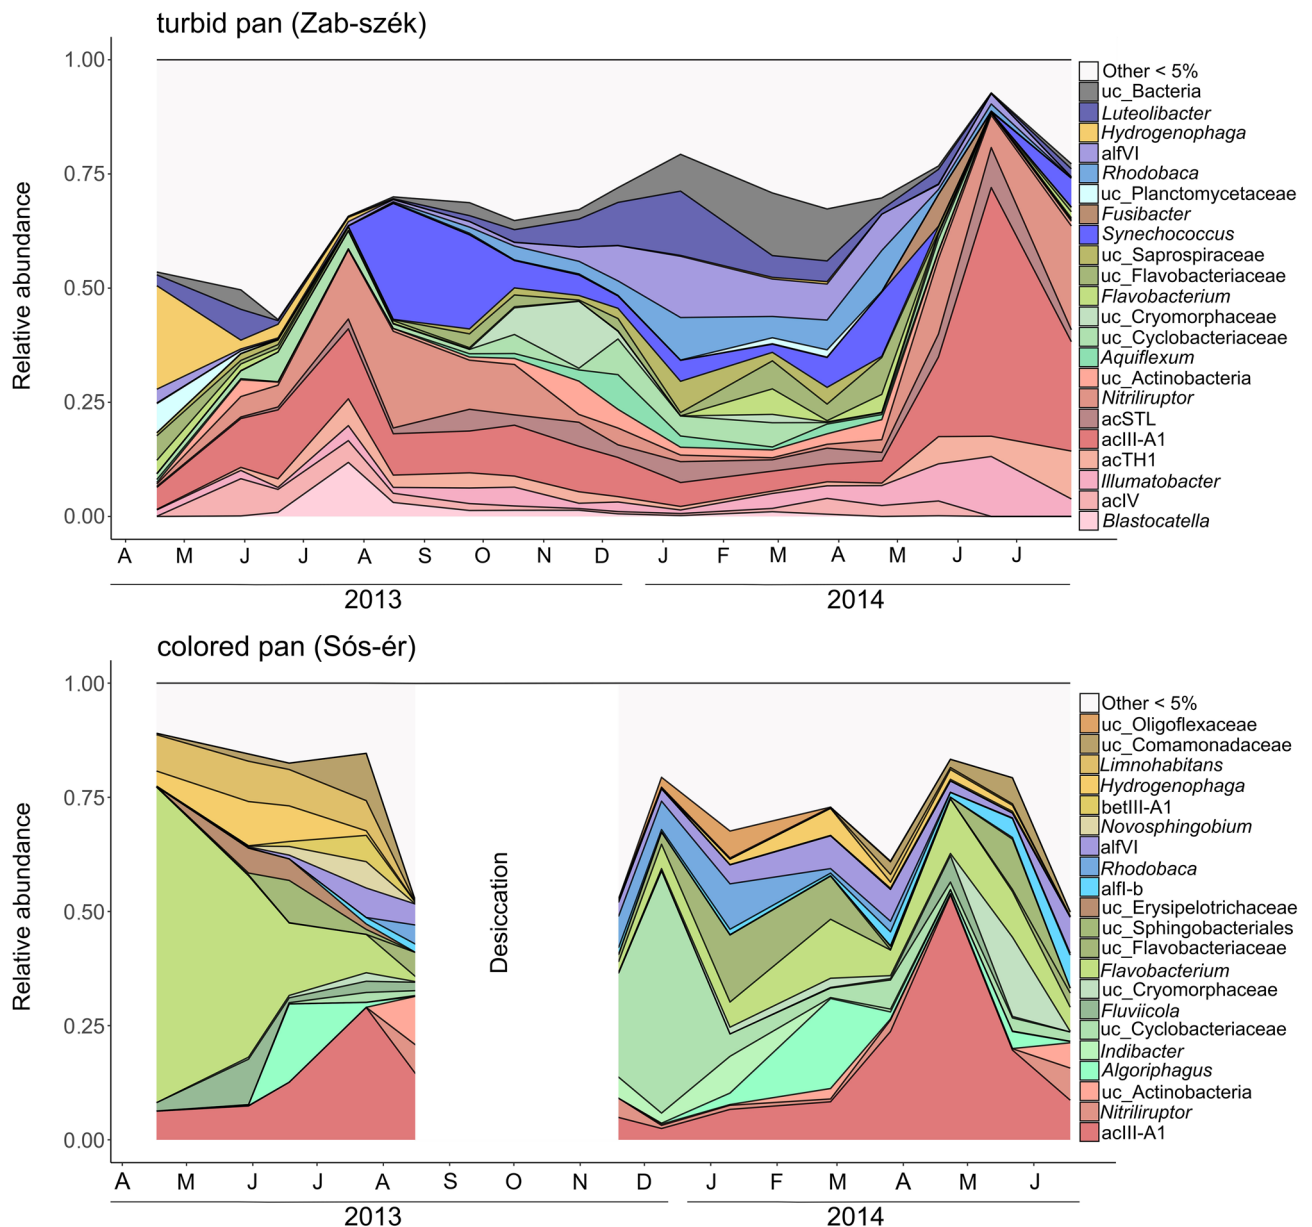 turbid pan (Zab-szék)
1.00
0.75
0.50
0.25
0.00
Relative abundance
Other < 5%
uc_Bacteria
Luteolibacter
Hydrogenophaga
alfVI
Rhodobaca
uc_Planctomycetaceae
Fusibacter
Synechococcus
uc_Saprospiraceae
uc_Flavobacteriaceae
Flavobacterium
uc_Cryomorphaceae
uc_Cyclobacteriaceae
Aquiflexum
uc_Actinobacteria
Nitriliruptor
acSTL
acIII-A1
acTH1
Illumatobacter
acIV
Blastocatella
A M J J A S O N D J F M A M J J
2013 2014
colored pan (Sós-ér)
1.00
0.75
0.50
0.25
0.00
Relative abundance
Desiccation
Other < 5%
uc_Oligoflexaceae
uc_Comamonadaceae
Limnohabitans
Hydrogenophaga
betIII-A1
Novosphingobium
alfVI
Rhodobaca
alfI-b
uc_Erysipelotrichaceae
uc_Sphingobacteriales
uc_Flavobacteriaceae
Flavobacterium
uc_Cryomorphaceae
Fluviicola
uc_Cyclobacteriaceae
Indibacter
Algoriphagus
uc_Actinobacteria
Nitriliruptor
acIII-A1
A M J J A S O N D J F M A M J
2013 2014